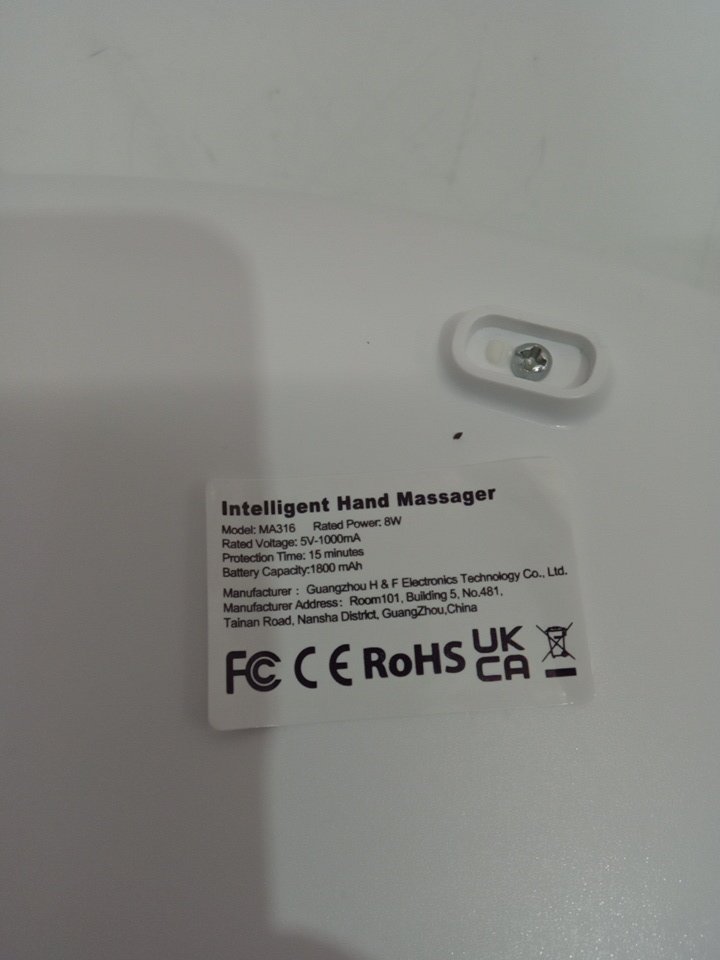 Intelligent Hand Massager
Model: MA316 Rated Power: 8W
Rated Voltage: 5V-1000mA
Protection Time: 15 minutes
Battery Capacity:1800 mAh
Manufacturer : Guangzhou H & F Electronics Technology Co., Ltd.
Manufacturer Address: Room101, Building 5, No.481,
Tainan Road, Nansha District, GuangZhou,China
FC CE RoHS UK CA